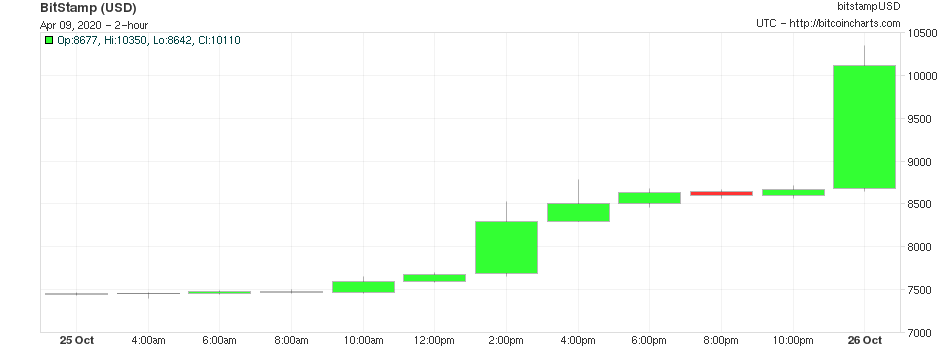 BitStamp (USD)
bitstampUSD
Apr 09, 2020 - 2-hour
UTC - http://bitcoincharts.com
Op:8677, Hi:10350, Lo:8642, Cl:10110
10500
10000
9500
9000
8500
8000
7500
7000
25 Oct 4:00am 6:00am 8:00am 10:00am 12:00pm 2:00pm 4:00pm 6:00pm 8:00pm 10:00pm 26 Oct